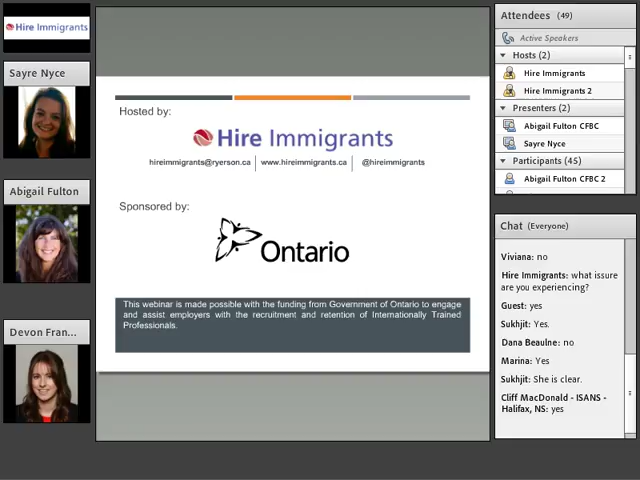 Hire Immigrants
Sayre Nyce
Abigail Fulton
Devon Fran...
Hosted by:
Hire Immigrants
hireimmigrants@ryerson.ca www.hireimmigrants.ca @hireimmigrants
Sponsored by:
Ontario
This webinar is made possible with the funding from Government of Ontario to engage
and assist employers with the recruitment and retention of Internationally Trained
Professionals.
Attendees (49)
Active Speakers
Hosts (2)
Hire Immigrants
Hire Immigrants 2
Presenters (2)
Abigail Fulton CFBC
Sayre Nyce
Participants (45)
Abigail Fulton CFBC 2
Chat (Everyone)
Viviana: no
Hire Immigrants: what issure
are you experiencing?
Guest: yes
Sukhjit: Yes.
Dana Beaulne: no
Marina: Yes
Sukhjit: She is clear.
Cliff MacDonald - ISANS -
Halifax, NS: yes